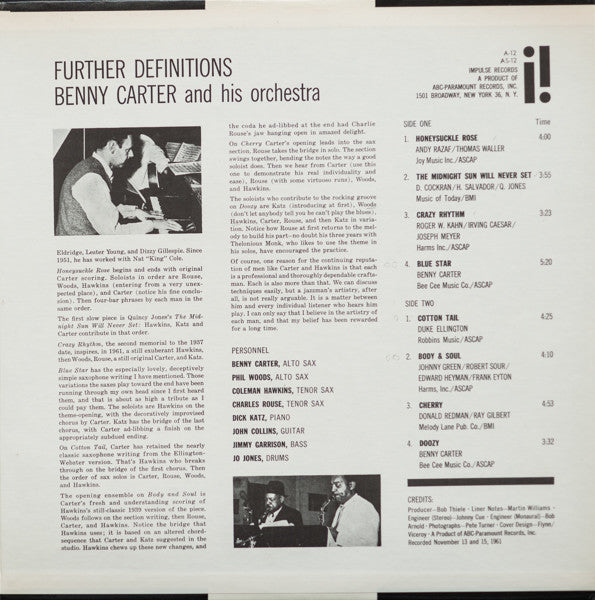 FURTHER DEFINITIONS
BENNY CARTER and his orchestra
A-12
AS-12
IMPULSE RECORDS
A PRODUCT OF
ABC-PARAMOUNT RECORDS, INC.
1501 BROADWAY, NEW YORK 36, N. Y.
i!
Eldridge, Lester Young, and Dizzy Gillespie. Since
1951, he has worked with Nat “King” Cole.
Honeysuckle Rose begins and ends with original
Carter scoring. Soloists in order are Rouse,
Woods, Hawkins (entering from a very unex-
pected place), and Carter (notice his fine conclu-
sion). Then four-bar phrases by each man in the
same order.
The first slow piece is Quincy Jones's The Mid-
night Sun Will Never Set: Hawkins, Katz and
Carter contribute in that order.
Crazy Rhythm, the second memorial to the 1937
date, inspires, in 1961, a still exuberant Hawkins,
then Woods, Rouse, a still original Carter, and Katz.
Blue Star has the especially lovely, deceptively
simple saxophone writing I have mentioned. Those
variations the saxes play toward the end have been
running through my own head since I first heard
them, and that is about as high a tribute as I
could pay them. The soloists are Hawkins on the
theme-opening, with the decoratively improvised
chorus by Carter. Katz has the bridge of the last
chorus, with Carter ad-libbing a finish on the
appropriately subdued ending.
On Cotton Tail, Carter has retained the nearly
classic saxophone writing from the Ellington-
Webster version. That's Hawkins who breaks
through on the bridge of the first chorus. Then
the order of sax solos is Carter, Rouse, Woods,
and Hawkins.
The opening ensemble on Body and Soul is
Carter's fresh and understanding scoring of
Hawkins's still-classic 1939 version of the piece.
Woods follows on the section writing, then Rouse,
Carter, and Hawkins. Notice the bridge that
Hawkins uses; it is based on an altered chord-
sequence that Carter and Katz suggested in the
studio. Hawkins chews up these new changes, and
the coda he ad-libbed at the end had Charlie
Rouse's jaw hanging open in amazed delight.
On Cherry Carter's opening leads into the sax
section, Rouse takes the bridge in solo. The section
swings together, bending the notes the way a good
soloist does. Then we hear from Carter (use this
one to demonstrate his real individuality and
ease), Rouse (with some virtuoso runs), Woods,
and Hawkins.
The soloists who contribute to the rocking groove
on Doozy are Katz (introducing at first), Woods
(don't let anybody tell you he can't play the blues),
Hawkins, Carter, Rouse, and then Katz in varia-
tion. Notice how Rouse at first returns to the mel-
ody to build his part—no doubt his three years with
Thelonious Monk, who likes to use the theme in
his solos, have encouraged the practice.
Of course, one reason for the continuing reputa-
tion of men like Carter and Hawkins is that each
is a professional and thoroughly dependable crafts-
man. Each is also more than that. We can discuss
techniques easily, but a jazzman's artistry, after
all, is not really arguable. It is a matter between
him and every individual listener who hears him
play. I can only say that I believe in the artistry of
each man, and that my belief has been rewarded
for a long time.
PERSONNEL
BENNY CARTER, ALTO SAX
PHIL WOODS, ALTO SAX
COLEMAN HAWKINS, TENOR SAX
CHARLES ROUSE, TENOR SAX
DICK KATZ, PIANO
JOHN COLLINS, GUITAR
JIMMY GARRISON, BASS
JO JONES, DRUMS
SIDE ONE Time
1. HONEYSUCKLE ROSE 4:00
ANDY RAZAF/THOMAS WALLER
Joy Music Inc./ASCAP
2. THE MIDNIGHT SUN WILL NEVER SET 3:55
D. COCKRAN/H. SALVADOR/Q. JONES
Music of Today/BMI
3. CRAZY RHYTHM 3:23
ROGER W. KAHN/IRVING CAESAR/
JOSEPH MEYER
Harms Inc./ASCAP
4. BLUE STAR 5:20
BENNY CARTER
Bee Cee Music Co./ASCAP
SIDE TWO
1. COTTON TAIL 4:25
DUKE ELLINGTON
Robbins Music/ASCAP
2. BODY & SOUL 4:10
JOHNNY GREEN/ROBERT SOUR/
EDWARD HEYMAN/FRANK EYTON
Harms, Inc./ASCAP
3. CHERRY 4:53
DONALD REDMAN/RAY GILBERT
Melody Lane Pub. Co./BMI
4. DOOZY 3:32
BENNY CARTER
Bee Cee Music Co./ASCAP
CREDITS:
Producer–Bob Thiele - Liner Notes–Martin Williams -
Engineer (Stereo)–Johnny Cue - Engineer (Monaural)–Bob
Arnold - Photographs–Pete Turner - Cover Design–Flynn/
Viceroy - A Product of ABC-Paramount Records, Inc.
Recorded November 13 and 15, 1961